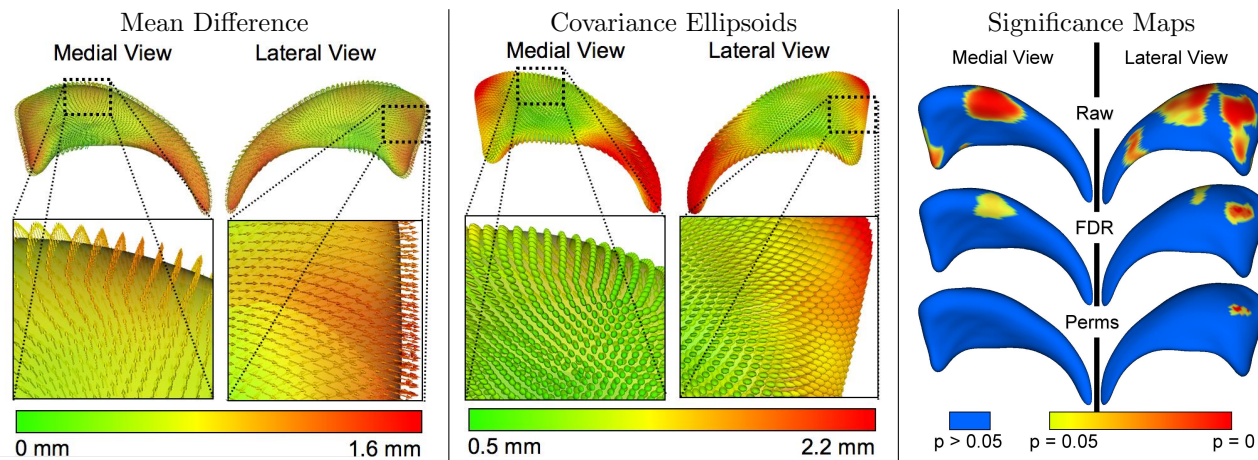 Mean Difference
Medial View Lateral View
0 mm 1.6 mm
Covariance Ellipsoids
Medial View Lateral View
0.5 mm 2.2 mm
Significance Maps
Medial View Lateral View
Raw
FDR
Perms
p > 0.05 p = 0.05 p = 0